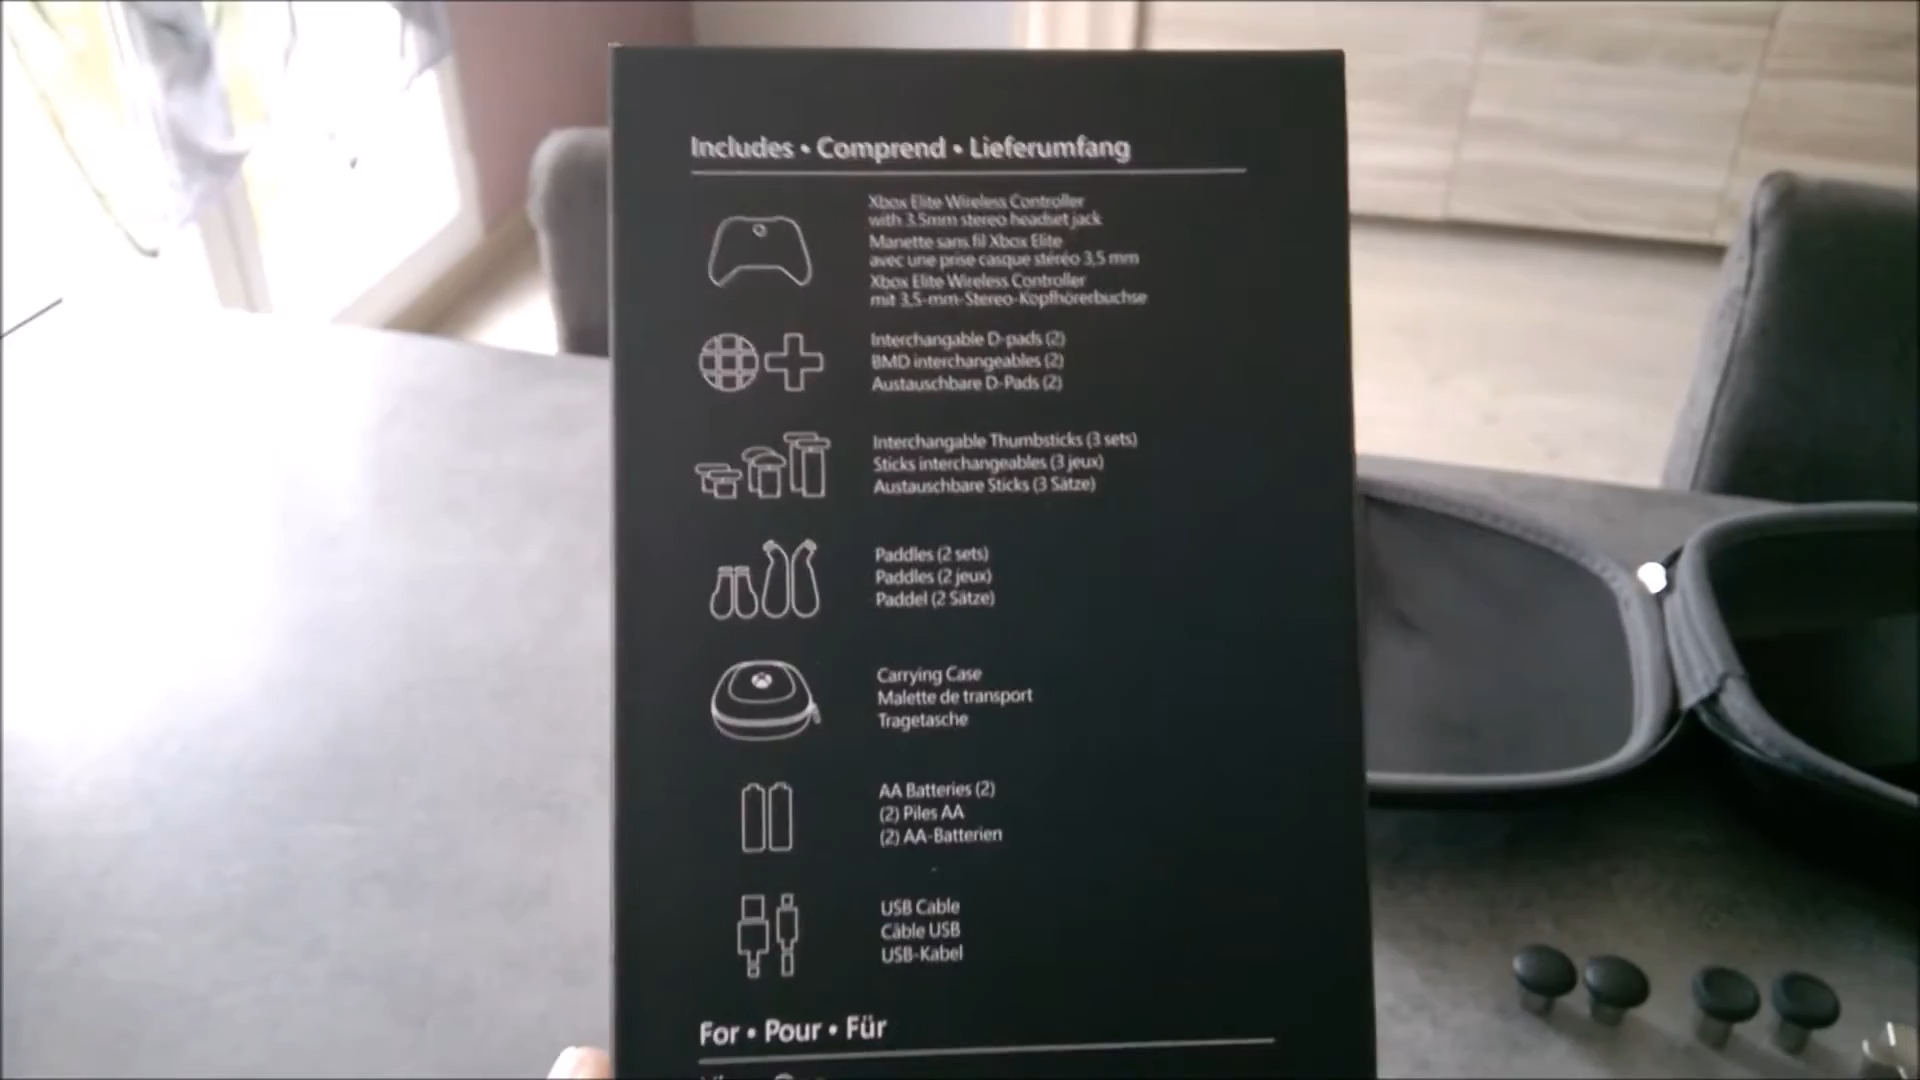 Includes • Comprend • Lieferumfang
Xbox Elite Wireless Controller
with 3.5mm stereo headset jack
Manette sans fil Xbox Elite
avec une prise casque stéréo 3,5 mm
Xbox Elite Wireless Controller
mit 3,5-mm-Stereo-Kopfhörerbuchse
Interchangable D-pads (2)
BMD interchangeables (2)
Austauschbare D-Pads (2)
Interchangable Thumbsticks (3 sets)
Sticks interchangeables (3 jeux)
Austauschbare Sticks (3 Sätze)
Paddles (2 sets)
Paddles (2 jeux)
Paddel (2 Sätze)
Carrying Case
Malette de transport
Tragetasche
AA Batteries (2)
(2) Piles AA
(2) AA-Batterien
USB Cable
Câble USB
USB-Kabel
For • Pour • Für